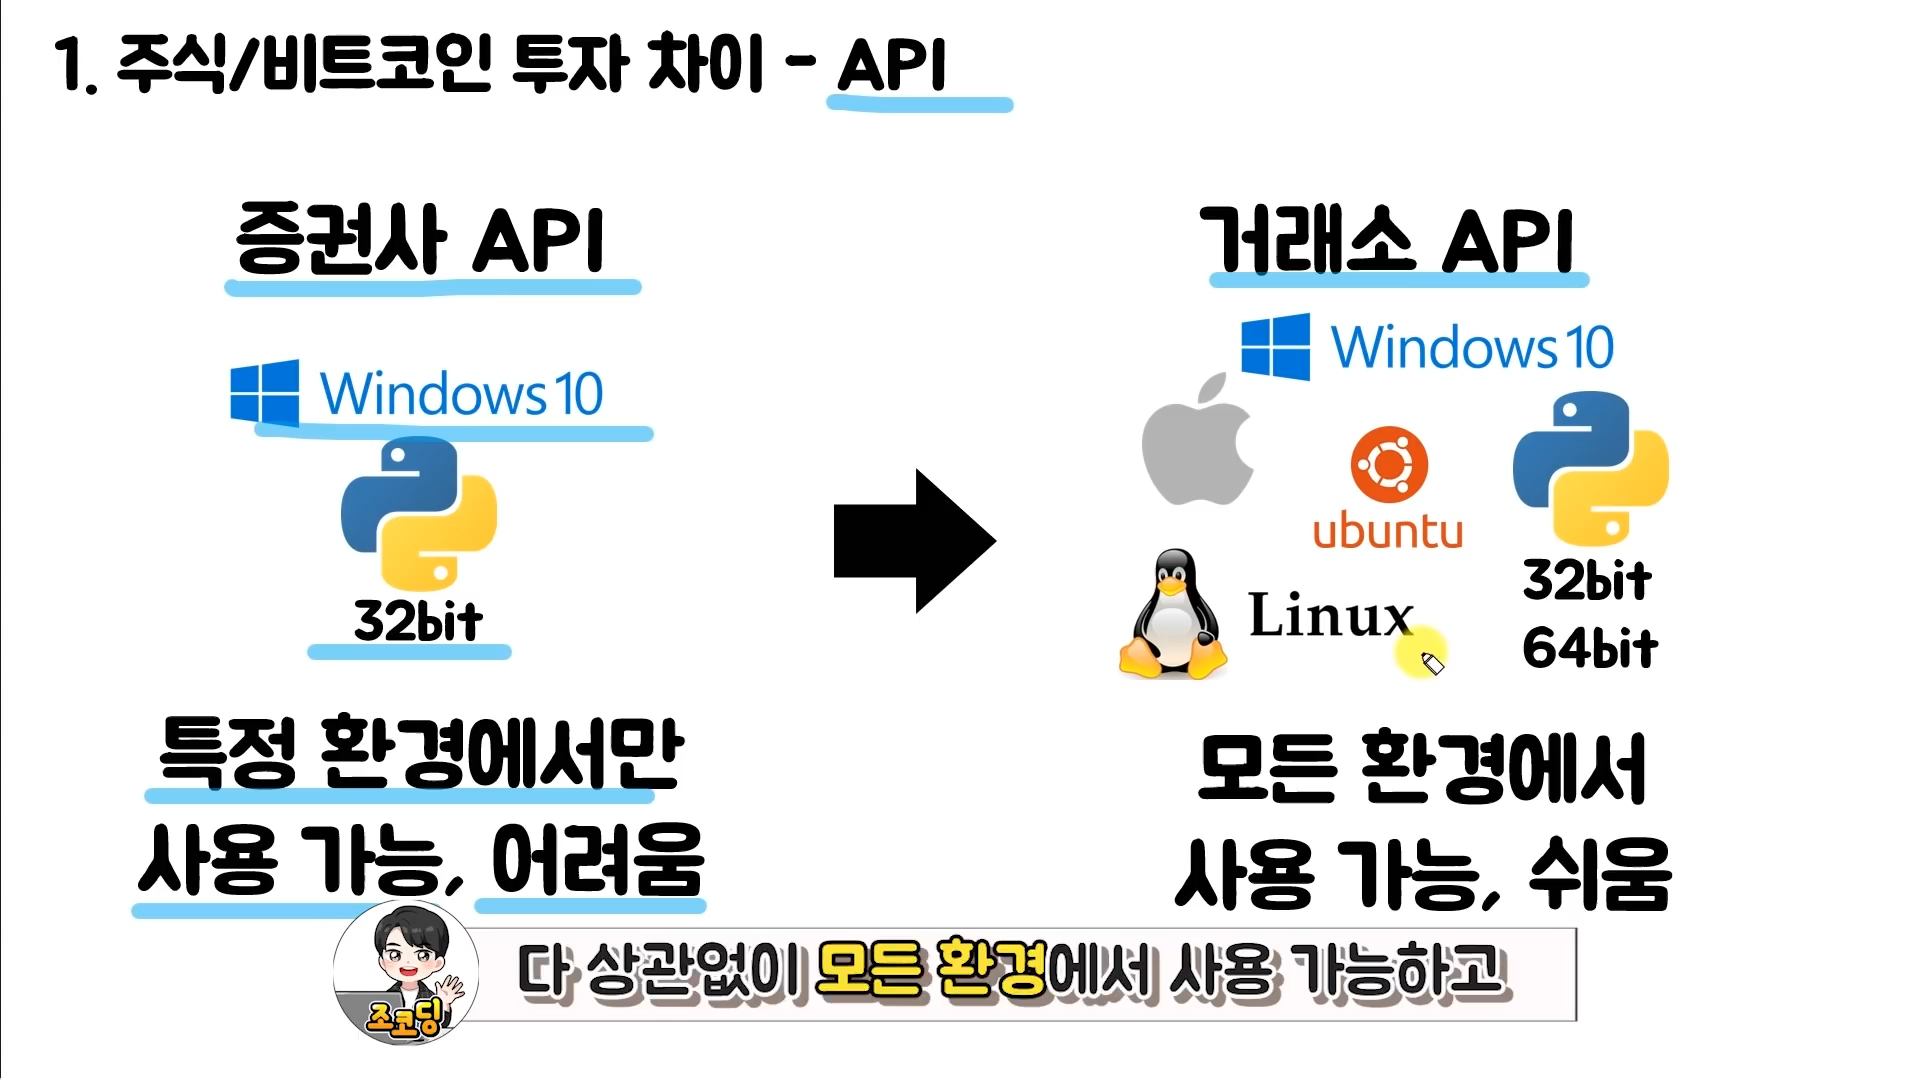 1. 주식/비트코인 투자 차이 - API
증권사 API
Windows 10
32bit
특정 환경에서만
사용 가능, 어려움
거래소 API
Windows 10
ubuntu
Linux
32bit
64bit
모든 환경에서
사용 가능, 쉬움
조코딩
다 상관없이 모든 환경에서 사용 가능하고